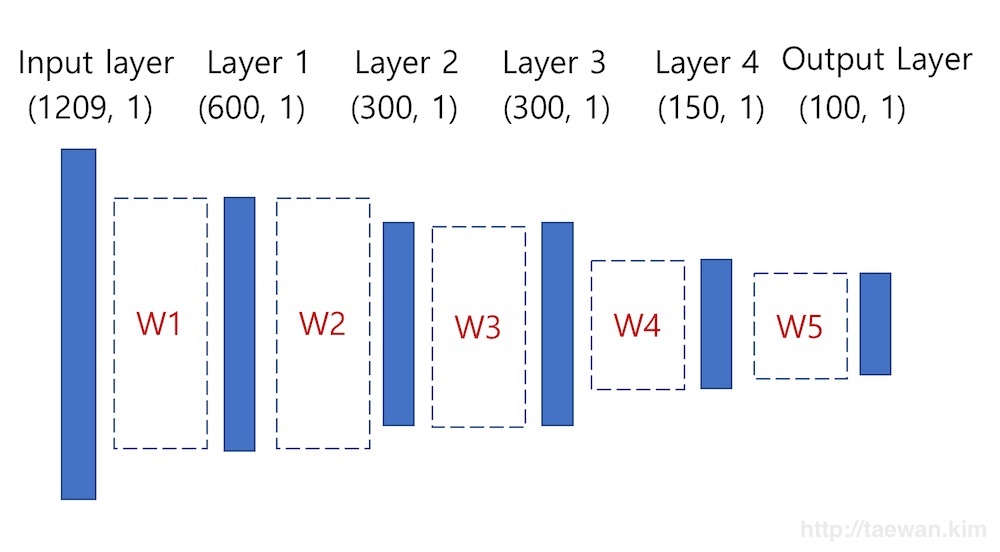 Input layer Layer 1 Layer 2 Layer 3 Layer 4 Output Layer
(1209, 1) (600, 1) (300, 1) (300, 1) (150, 1) (100, 1)
W1 W2 W3 W4 W5
http://taewan.kim